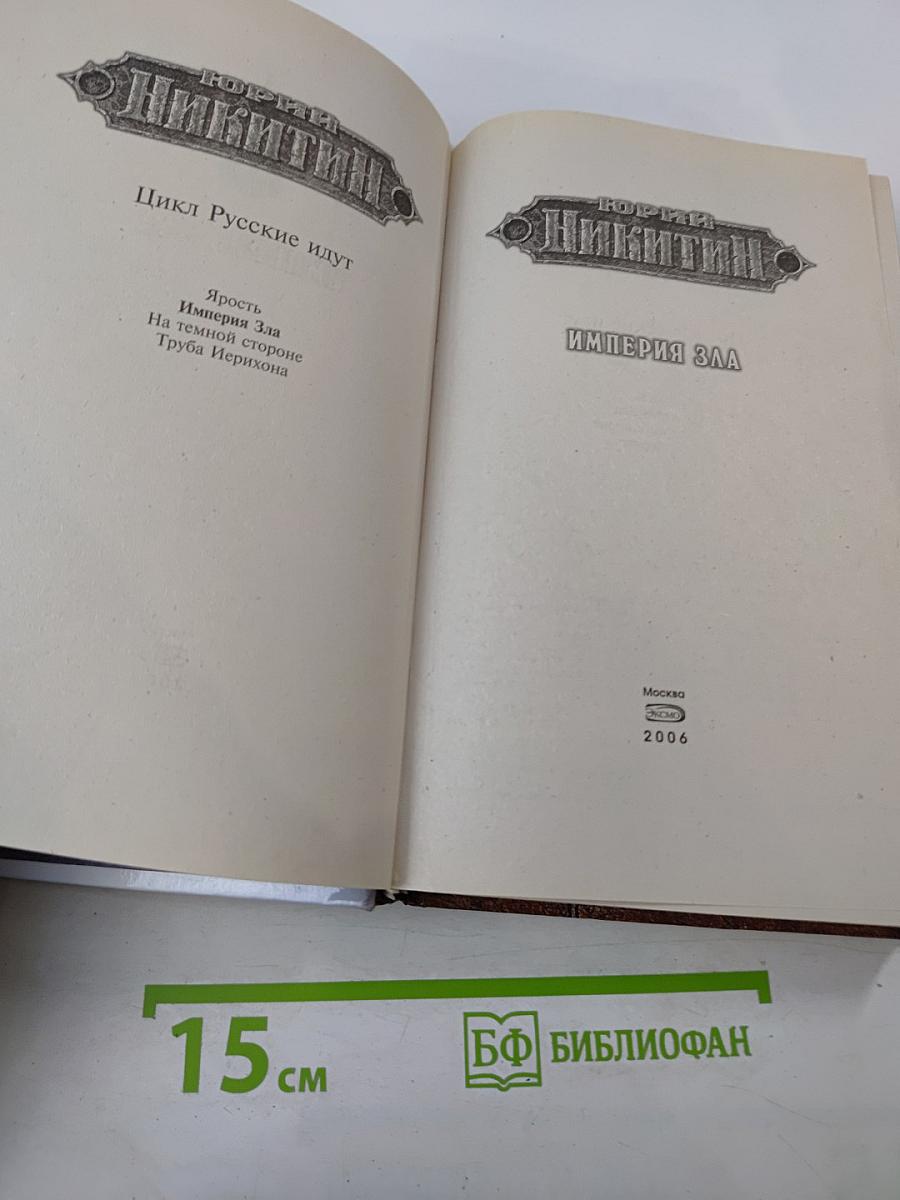 ЮРИЙ
НИКИТИН
Цикл Русские идут
Ярость
Империя Зла
На темной стороне
Труба Иерихона
ЮРИЙ
НИКИТИН
ИМПЕРИЯ ЗЛА
Москва
ЭКСМО
2006
15 см
БФ БИБЛИОФАН